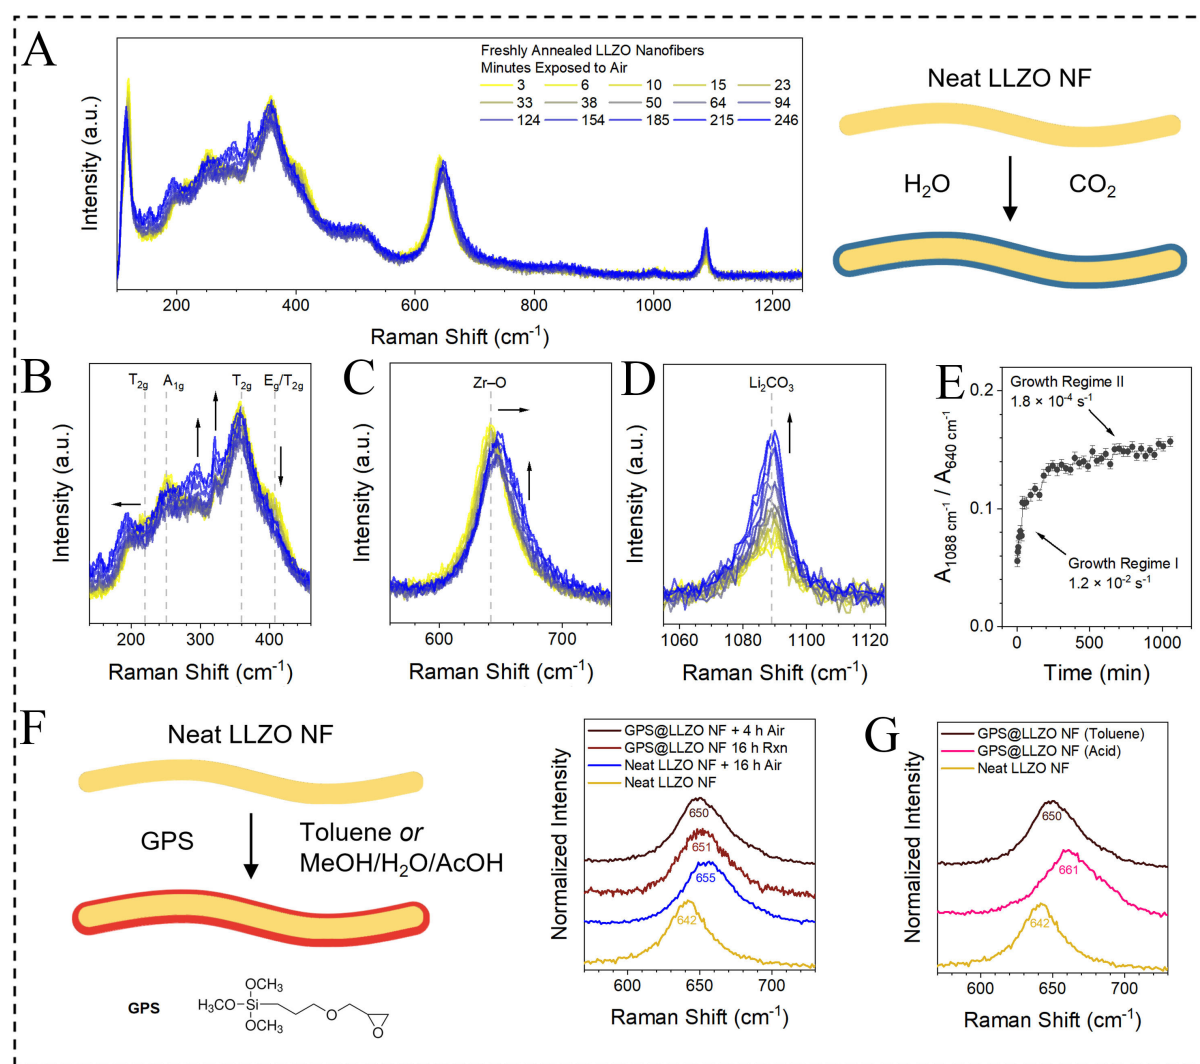 A
Freshly Annealed LLZO Nanofibers
Minutes Exposed to Air
3 6 10 15 23
33 38 50 64 94
124 154 185 215 246
Intensity (a.u.)
200 400 600 800 1000 1200
Raman Shift (cm-1)
Neat LLZO NF
H2O CO2
B
T2g A1g T2g Eg/T2g
Intensity (a.u.)
200 300 400
Raman Shift (cm-1)
C
Zr–O
Intensity (a.u.)
600 700
Raman Shift (cm-1)
D
Li2CO3
Intensity (a.u.)
1060 1080 1100 1120
Raman Shift (cm-1)
E
Growth Regime II
1.8 × 10-4 s-1
Growth Regime I
1.2 × 10-2 s-1
A1088 cm-1 / A640 cm-1
0.2
0.1
0.0
0 500 1000
Time (min)
F
Neat LLZO NF
GPS
Toluene or
MeOH/H2O/AcOH
GPS
OCH3
H3CO
Si
OCH3
O
O
GPS@LLZO NF + 4 h Air
GPS@LLZO NF 16 h Rxn
Neat LLZO NF + 16 h Air
Neat LLZO NF
650
651
655
642
Normalized Intensity
600 650 700
Raman Shift (cm-1)
G
GPS@LLZO NF (Toluene)
GPS@LLZO NF (Acid)
Neat LLZO NF
650
661
642
Normalized Intensity
600 650 700
Raman Shift (cm-1)